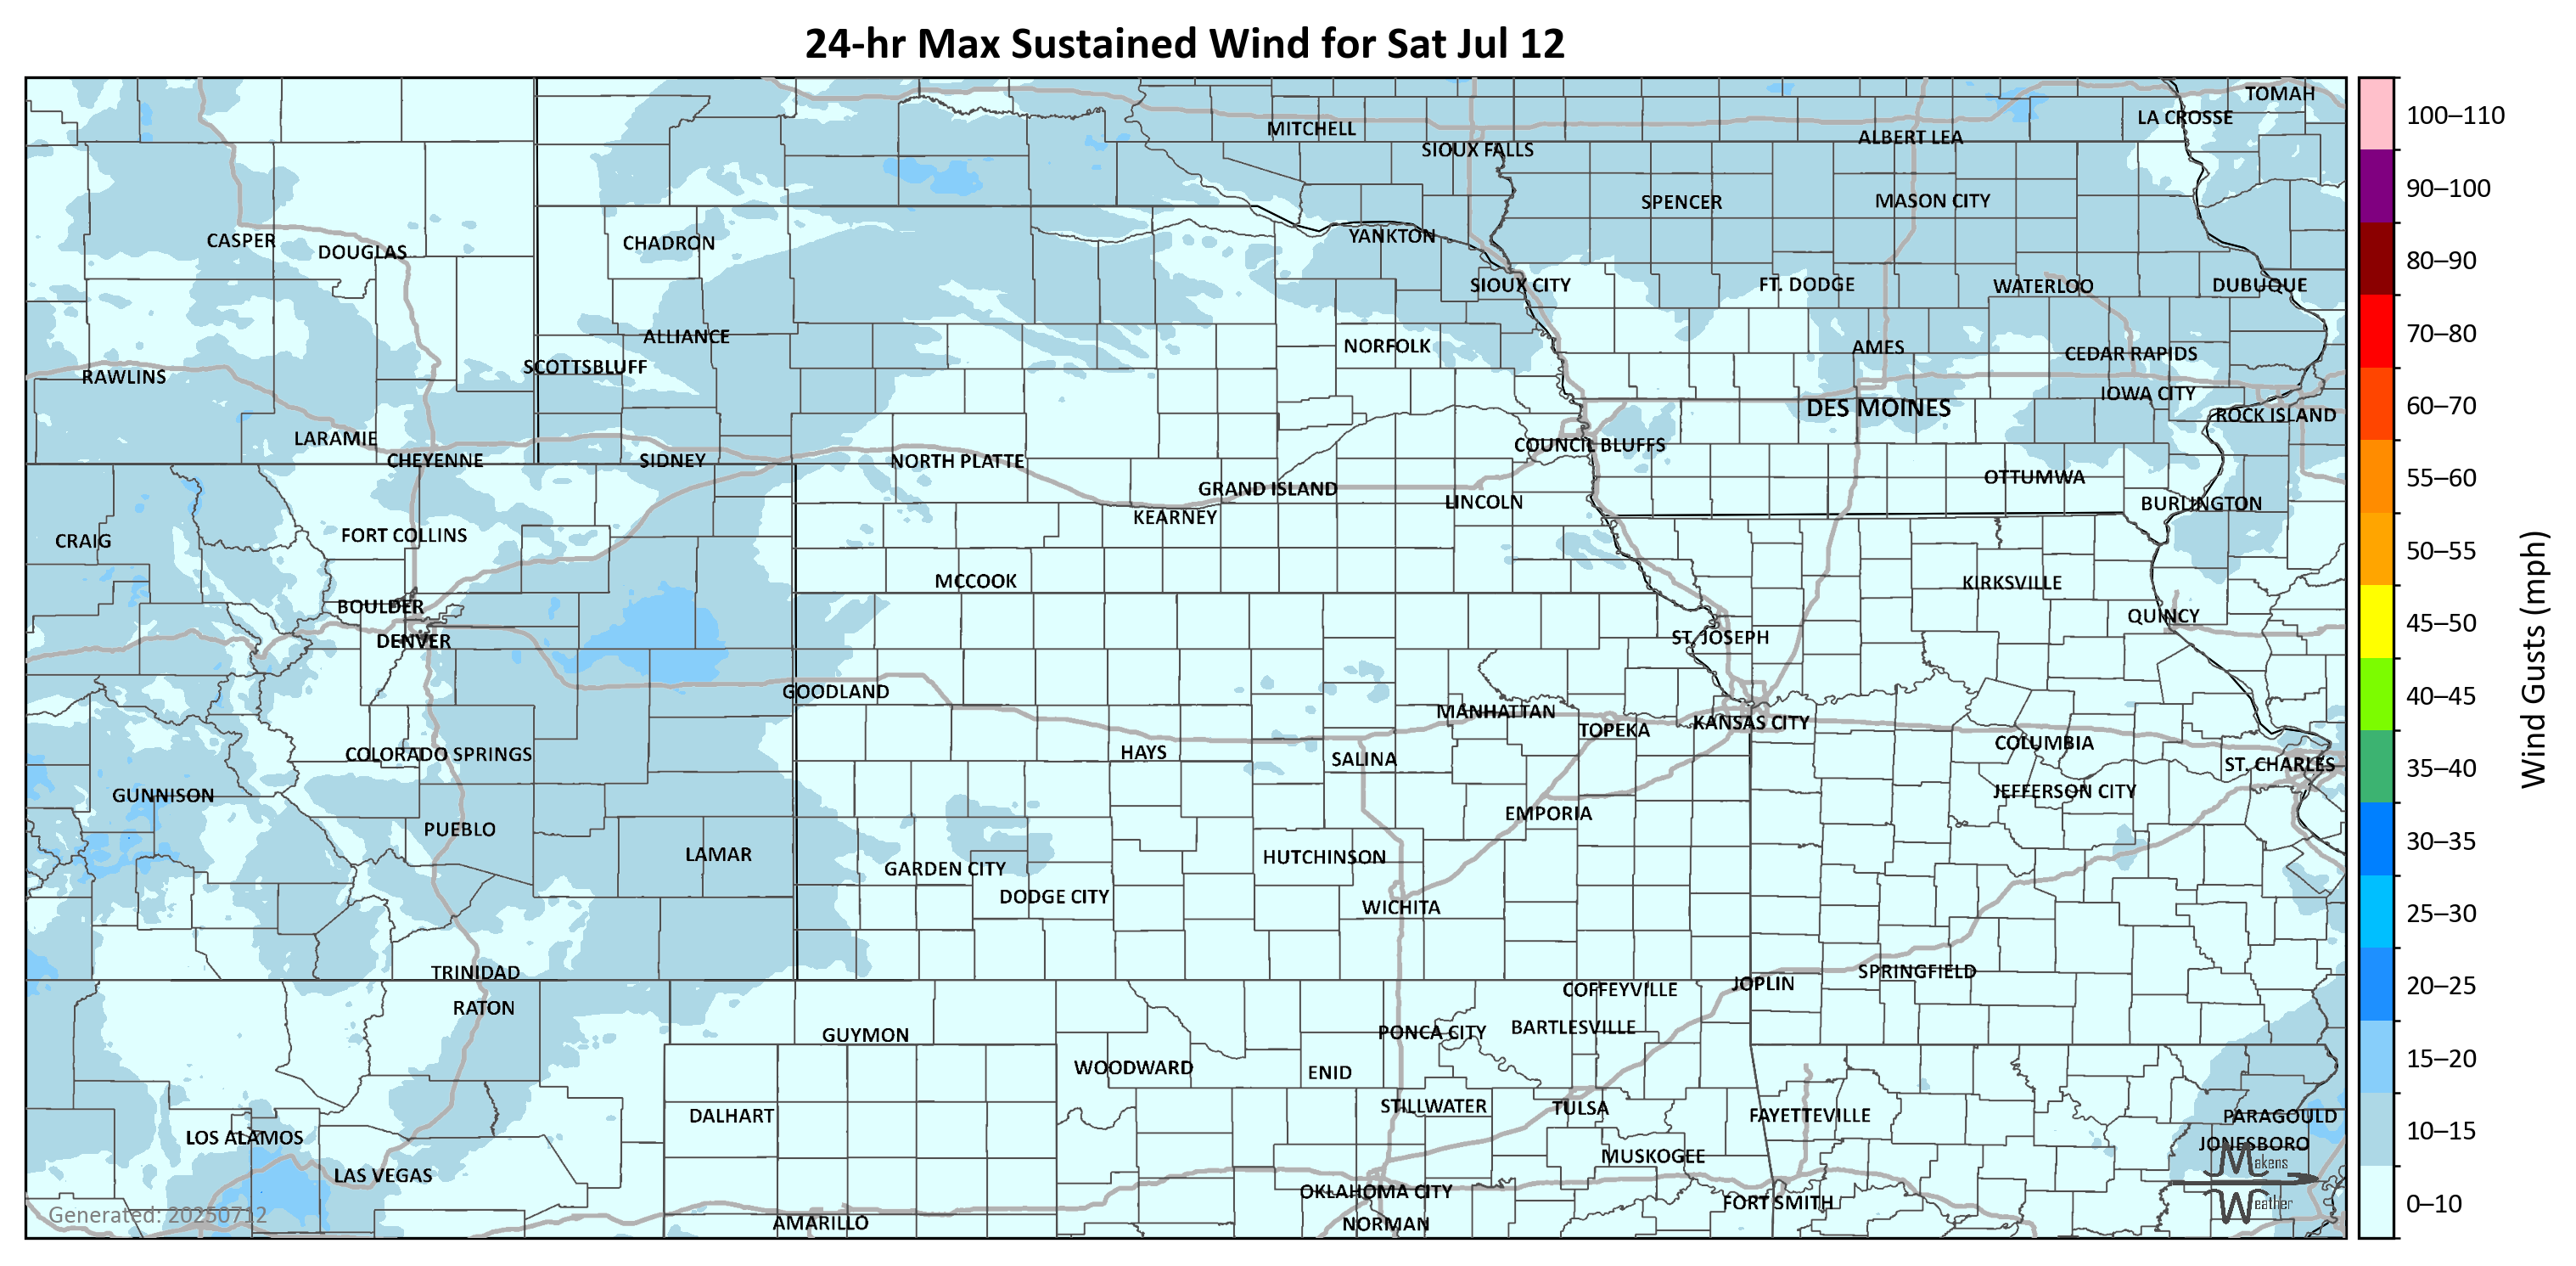 24-hr Max Sustained Wind for Sat Jul 12
TOMAH
LA CROSSE
MITCHELL
ALBERT LEA
SIOUX FALLS
SPENCER
MASON CITY
CASPER
DOUGLAS
CHADRON
YANKTON
SIOUX CITY
FT. DODGE
WATERLOO
DUBUQUE
ALLIANCE
NORFOLK
AMES
CEDAR RAPIDS
SCOTTSBLUFF
RAWLINS
IOWA CITY
DES MOINES
ROCK ISLAND
LARAMIE
COUNCIL BLUFFS
CHEYENNE
SIDNEY
NORTH PLATTE
OTTUMWA
GRAND ISLAND
LINCOLN
BURLINGTON
KEARNEY
CRAIG
FORT COLLINS
MCCOOK
KIRKSVILLE
BOULDER
QUINCY
DENVER
ST. JOSEPH
GOODLAND
MANHATTAN
KANSAS CITY
TOPEKA
COLUMBIA
COLORADO SPRINGS
HAYS
SALINA
ST. CHARLES
GUNNISON
JEFFERSON CITY
EMPORIA
PUEBLO
LAMAR
HUTCHINSON
GARDEN CITY
DODGE CITY
WICHITA
TRINIDAD
SPRINGFIELD
JOPLIN
COFFEYVILLE
RATON
BARTLESVILLE
GUYMON
PONCA CITY
WOODWARD
ENID
STILLWATER
TULSA
DALHART
FAYETTEVILLE
PARAGOULD
LOS ALAMOS
JONESBORO
MUSKOGEE
LAS VEGAS
OKLAHOMA CITY
FORT SMITH
AMARILLO
NORMAN
Makens
Weather
Generated: 20250712
100–110
90–100
80–90
70–80
60–70
55–60
50–55
45–50
40–45
35–40
30–35
25–30
20–25
15–20
10–15
0–10
Wind Gusts (mph)